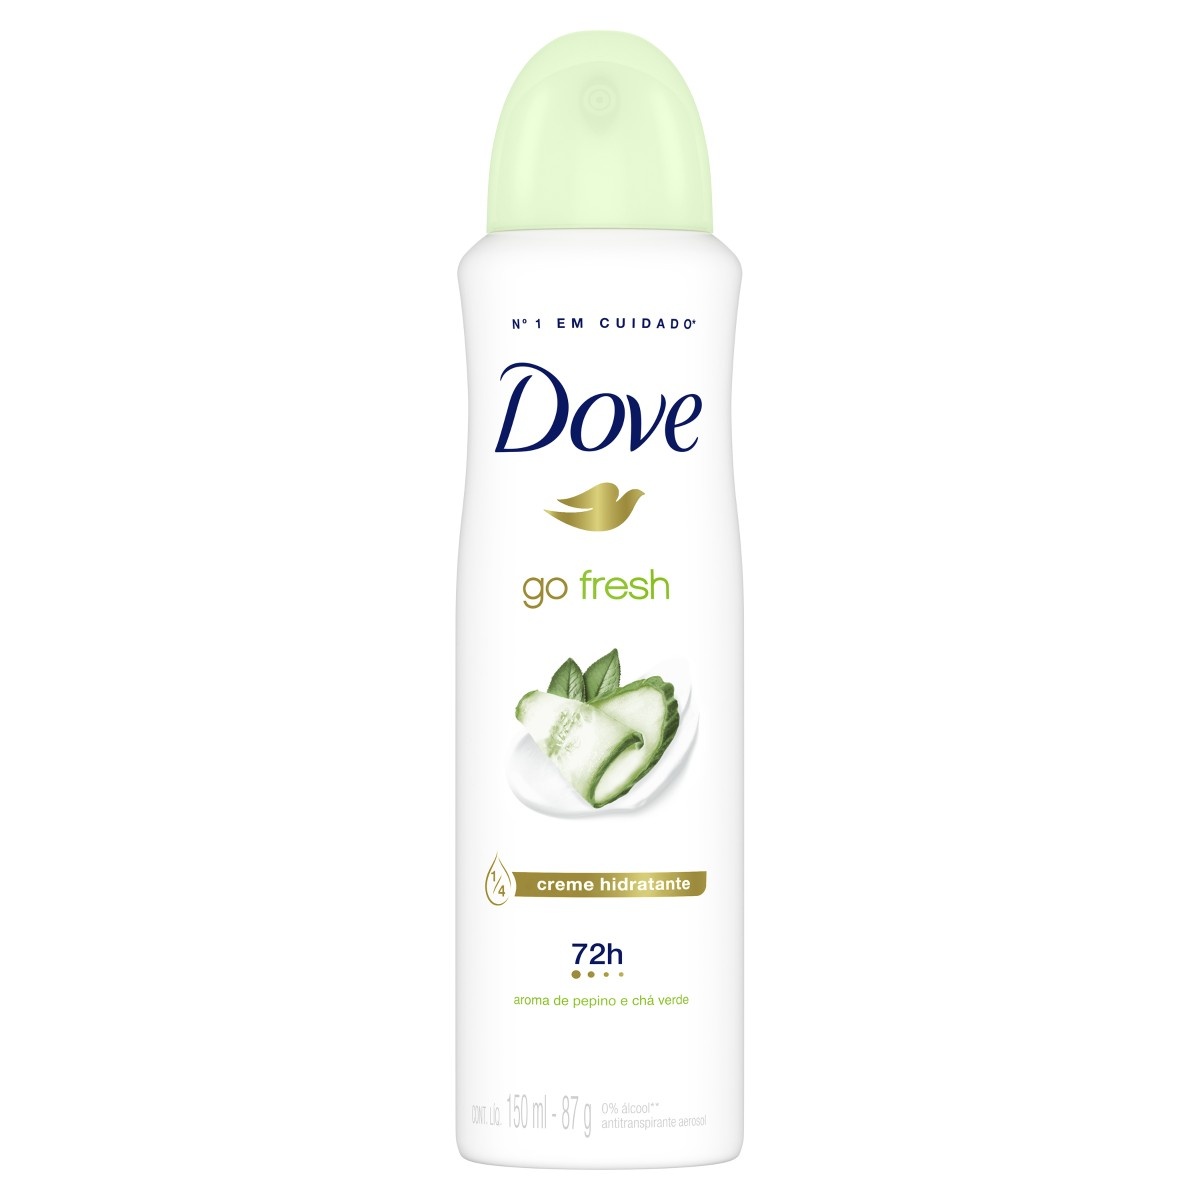 Nº 1 EM CUIDADO*
Dove
go fresh
1/4
creme hidratante
72h
aroma de pepino e chá verde
CONT. LÍQ. 150 ml - 87 g
0% álcool**
antitranspirante aerosol